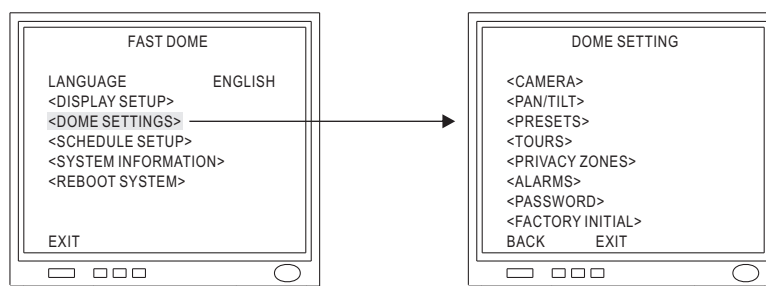 FAST DOME
LANGUAGE ENGLISH
<DISPLAY SETUP>
<DOME SETTINGS>
<SCHEDULE SETUP>
<SYSTEM INFORMATION>
<REBOOT SYSTEM>
EXIT
DOME SETTING
<CAMERA>
<PAN/TILT>
<PRESETS>
<TOURS>
<PRIVACY ZONES>
<ALARMS>
<PASSWORD>
<FACTORY INITIAL>
BACK EXIT